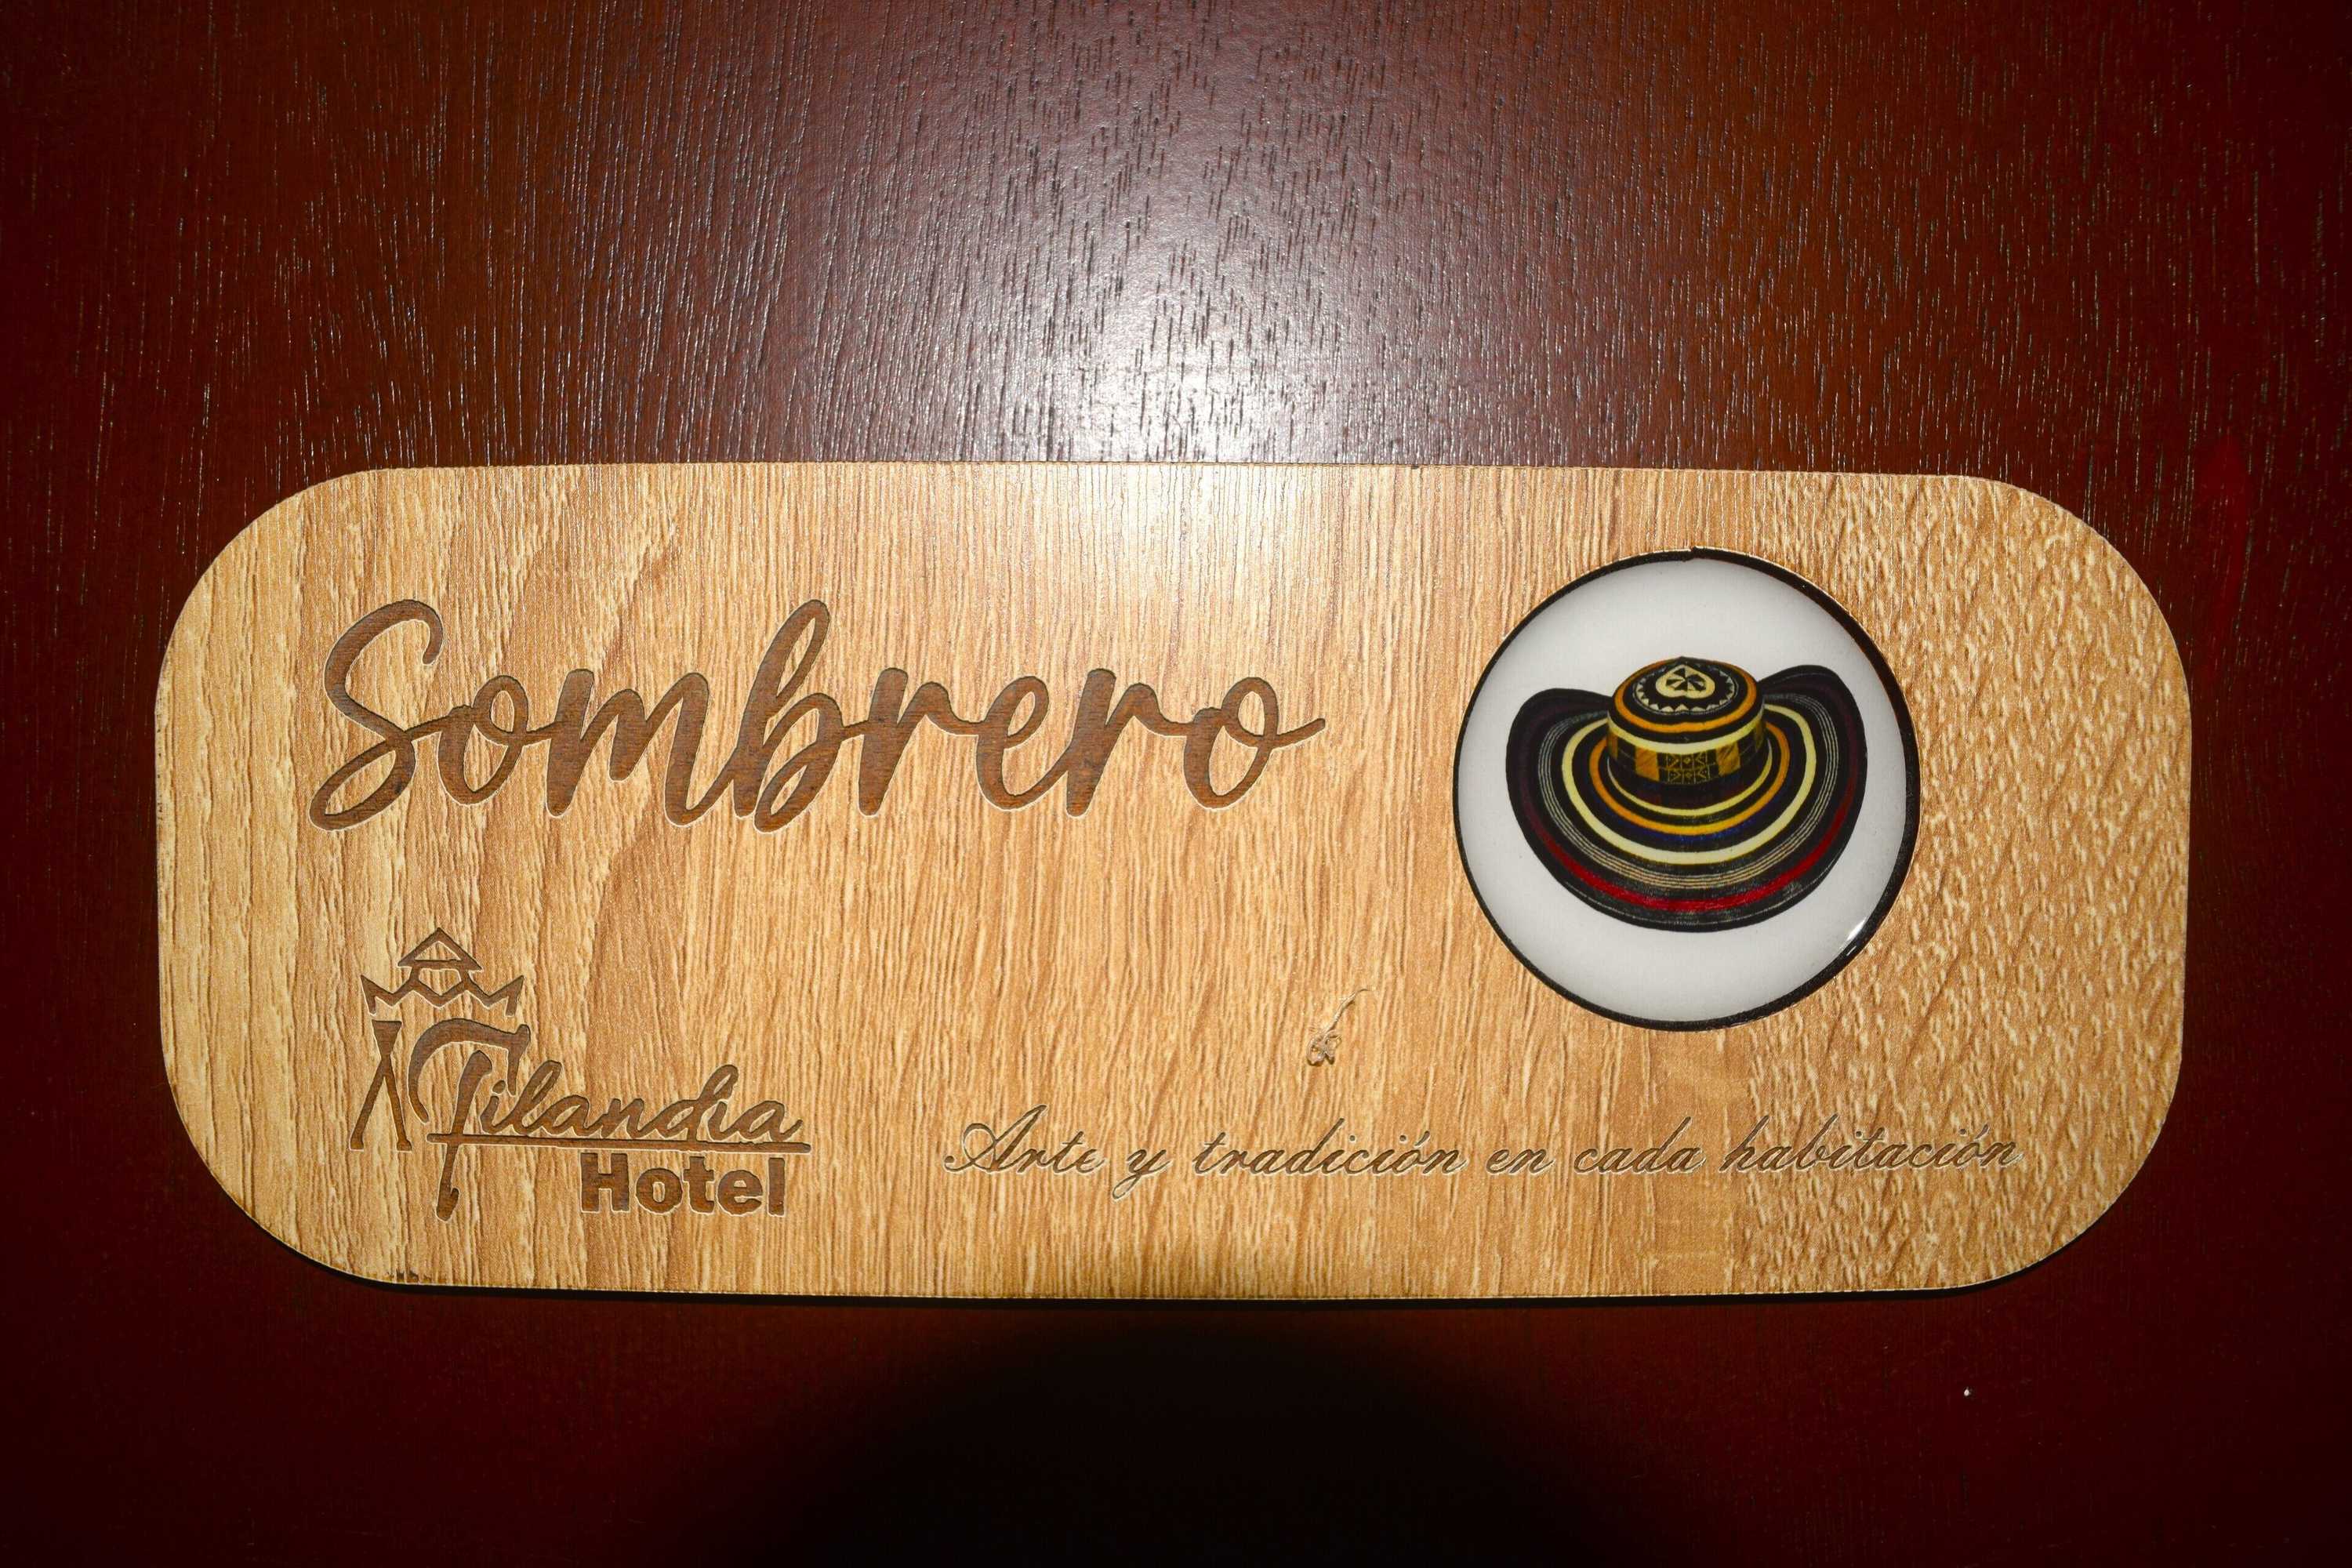 Sombrero
Filandia
Hotel
Arte y tradición en cada habitación